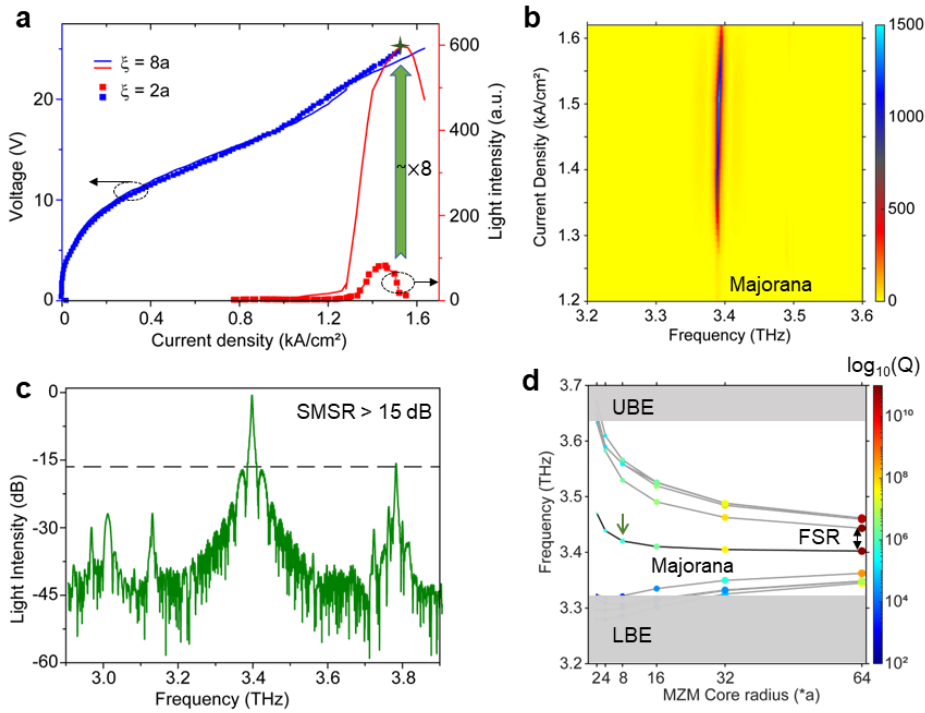 a
ξ = 8a
ξ = 2a
~×8
20
10
0
Voltage (V)
0
0.4
0.8
1.2
1.6
Current density (kA/cm²)
600
400
200
0
Light intensity (a.u.)
b
1.6
1.5
1.4
1.3
1.2
Current Density (kA/cm²)
Majorana
3.2
3.3
3.4
3.5
3.6
Frequency (THz)
1500
1000
500
0
c
SMSR > 15 dB
0
-15
-30
-45
-60
Light Intensity (dB)
3.0
3.2
3.4
3.6
3.8
Frequency (THz)
d
log₁₀(Q)
3.7
3.6
3.5
3.4
3.3
3.2
Frequency (THz)
UBE
FSR
Majorana
LBE
2 4 8 16 32 64
MZM Core radius (*a)
10¹⁰
10⁸
10⁶
10⁴
10²